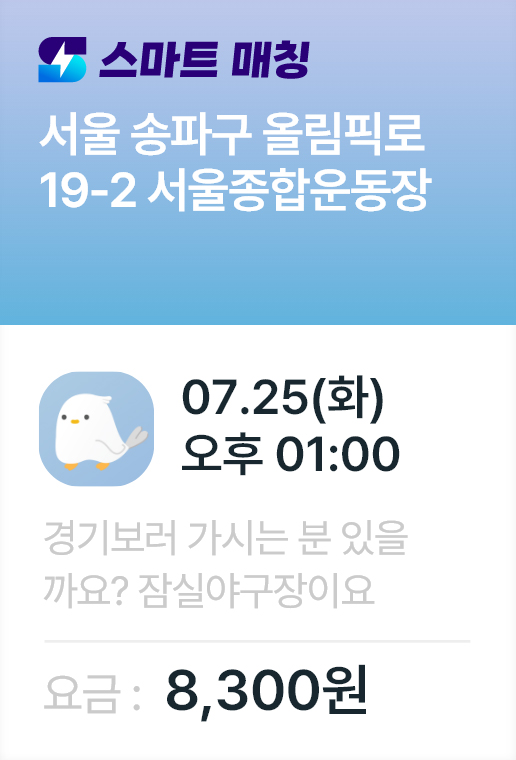 스마트 매칭
서울 송파구 올림픽로
19-2 서울종합운동장
07.25(화)
오후 01:00
경기보러 가시는 분 있을
까요? 잠실야구장이요
요금 : 8,300원